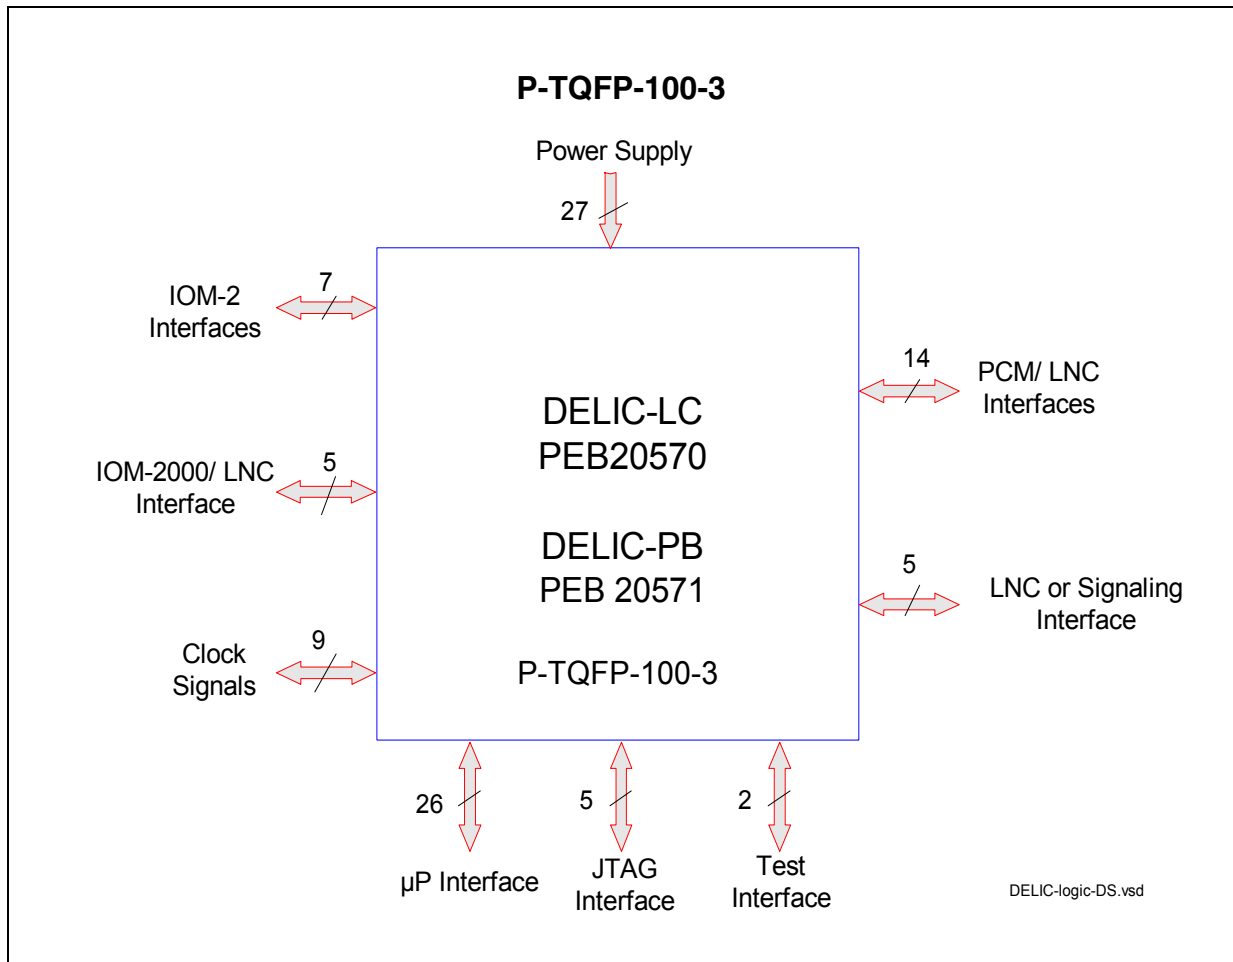 P-TQFP-100-3
Power Supply
27
7
IOM-2
Interfaces
14
PCM/ LNC
Interfaces
DELIC-LC
PEB20570
5
IOM-2000/ LNC
Interface
DELIC-PB
PEB 20571
5
LNC or Signaling
Interface
9
Clock
Signals
P-TQFP-100-3
26
5
2
µP Interface
JTAG
Interface
Test
Interface
DELIC-logic-DS.vsd